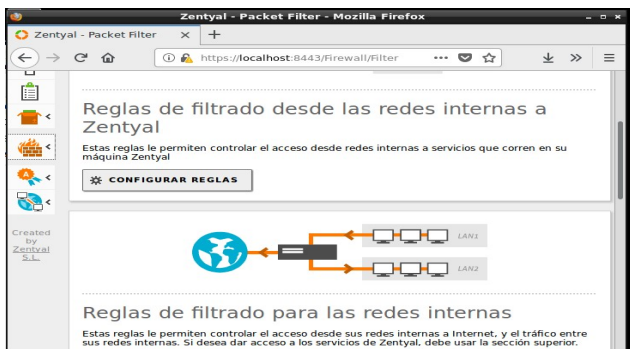 Zentyal - Packet Filter - Mozilla Firefox
Zentyal - Packet Filter
https://localhost:8443/Firewall/Filter
Reglas de filtrado desde las redes internas a
Zentyal
Estas reglas le permiten controlar el acceso desde redes internas a servicios que corren en su
máquina Zentyal
CONFIGURAR REGLAS
Created
by
Zentyal
S.L.
LAN1
LAN2
Reglas de filtrado para las redes internas
Estas reglas le permiten controlar el acceso desde sus redes internas a Internet, y el tráfico entre
sus redes internas. Si desea dar acceso a los servicios de Zentyal, debe usar la sección superior.